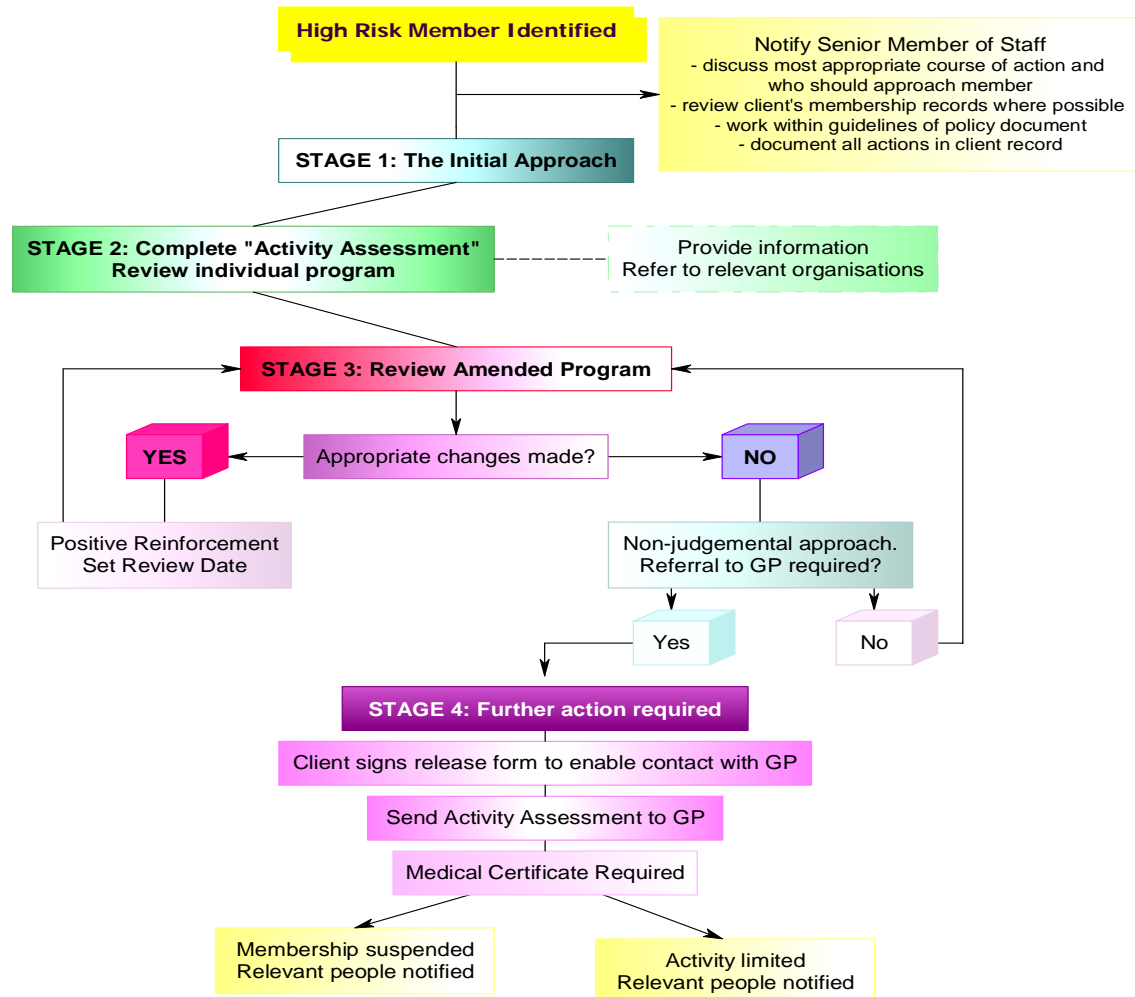 High Risk Member Identified
Notify Senior Member of Staff
- discuss most appropriate course of action and
who should approach member
- review client's membership records where possible
- work within guidelines of policy document
- document all actions in client record
STAGE 1: The Initial Approach
STAGE 2: Complete "Activity Assessment"
Review individual program
Provide information
Refer to relevant organisations
STAGE 3: Review Amended Program
YES
Appropriate changes made?
NO
Positive Reinforcement
Set Review Date
Non-judgemental approach.
Referral to GP required?
Yes
No
STAGE 4: Further action required
Client signs release form to enable contact with GP
Send Activity Assessment to GP
Medical Certificate Required
Membership suspended
Relevant people notified
Activity limited
Relevant people notified